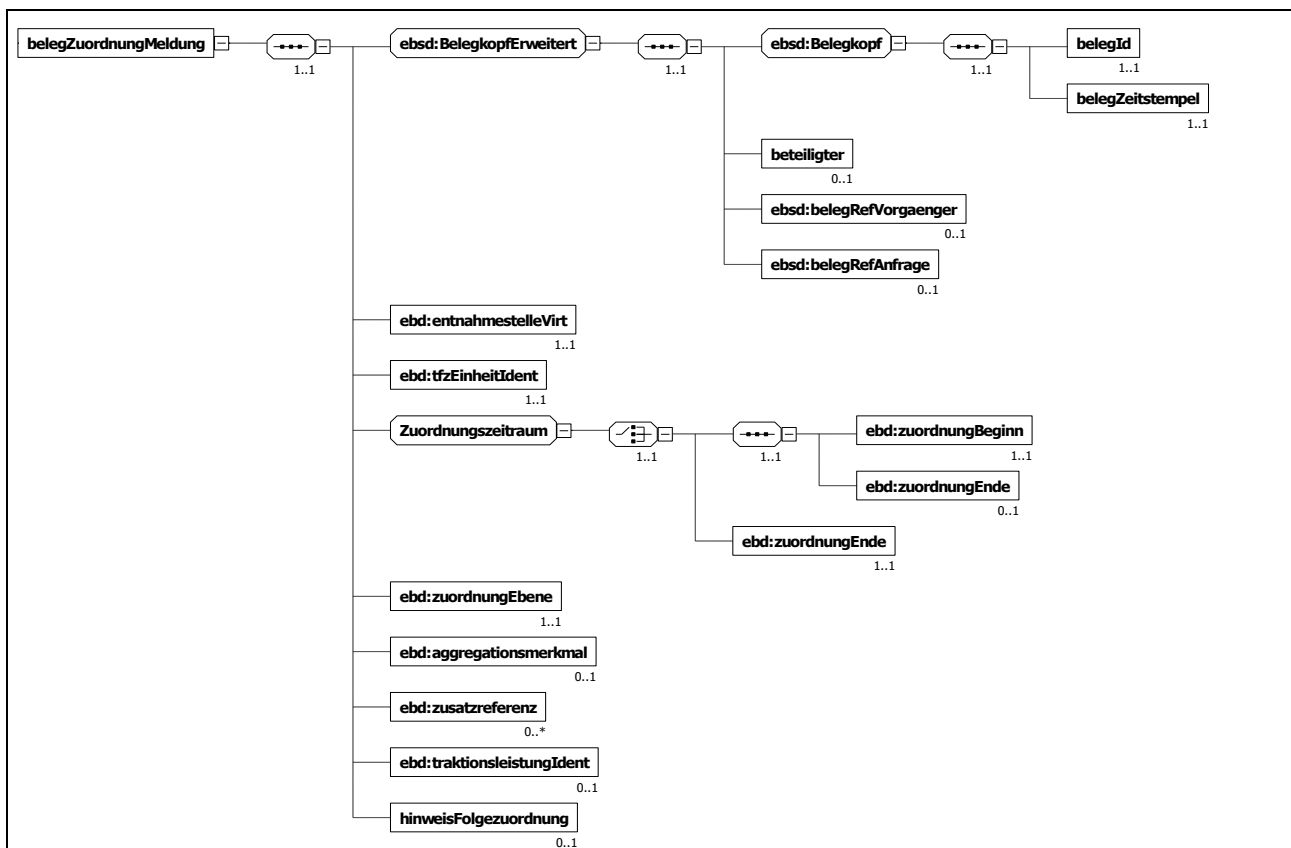 belegZuordnungMeldung
1..1
ebsd:BelegkopfErweitert
1..1
ebsd:Belegkopf
1..1
belegId
1..1
belegZeitstempel
1..1
beteiligter
0..1
ebsd:belegRefVorgaenger
0..1
ebsd:belegRefAnfrage
0..1
ebd:entnahmestelleVirt
1..1
ebd:tfzEinheitIdent
1..1
Zuordnungszeitraum
1..1
1..1
ebd:zuordnungBeginn
1..1
ebd:zuordnungEnde
0..1
ebd:zuordnungEnde
1..1
ebd:zuordnungEbene
1..1
ebd:aggregationsmerkmal
0..1
ebd:zusatzreferenz
0..*
ebd:traktionsleistungIdent
0..1
hinweisFolgezuordnung
0..1